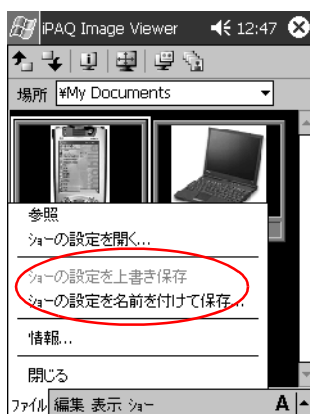 iPAQ Image Viewer 12:47
場所 ¥My Documents
参照
ショーの設定を開く...
ショーの設定を上書き保存
ショーの設定を名前を付けて保存...
情報...
閉じる
ファイル 編集 表示 ショー A